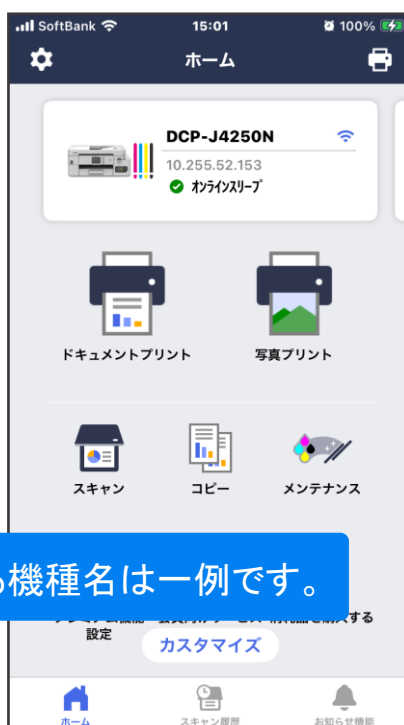 SoftBank 15:01 100%
ホーム
DCP-J4250N
10.255.52.153
オンラインスリープ
ドキュメントプリント 写真プリント
スキャン コピー メンテナンス
機種名は一例です。
設定
カスタマイズ
ホーム スキャン履歴 お知らせ機能